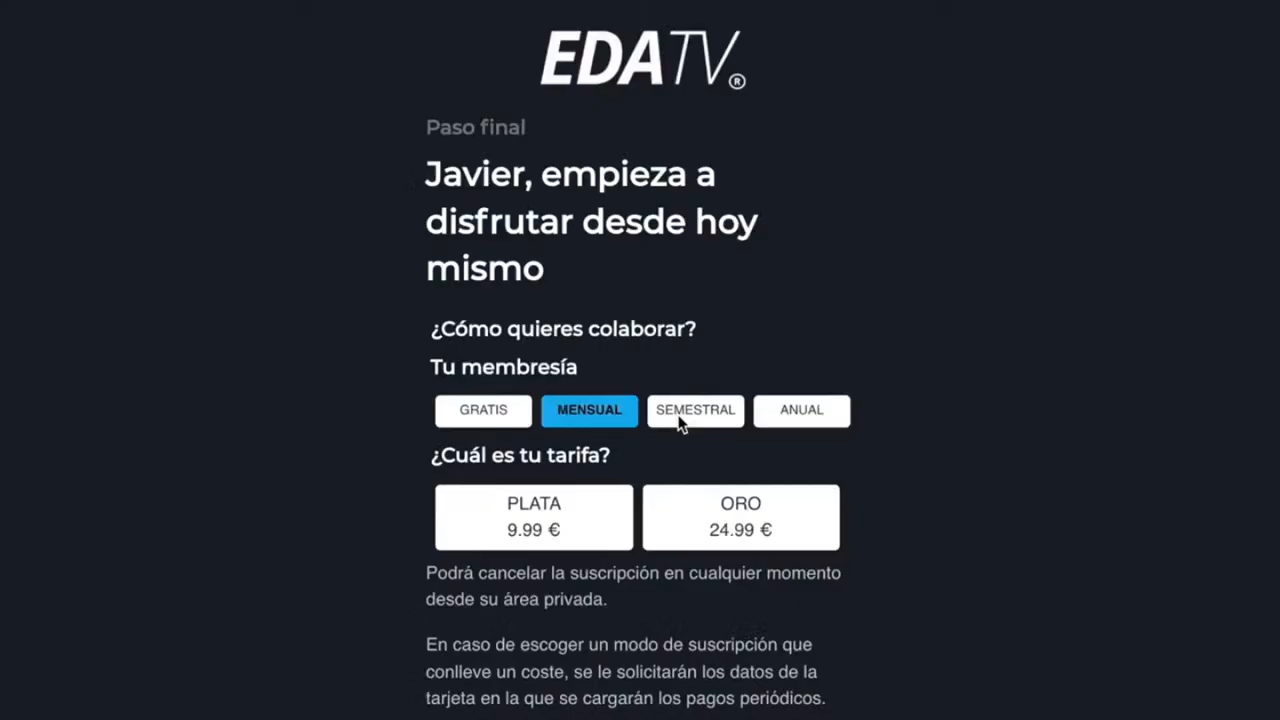 EDATV®
Paso final
Javier, empieza a
disfrutar desde hoy
mismo
¿Cómo quieres colaborar?
Tu membresía
GRATIS MENSUAL SEMESTRAL ANUAL
¿Cuál es tu tarifa?
PLATA ORO
9.99 € 24.99 €
Podrá cancelar la suscripción en cualquier momento
desde su área privada.
En caso de escoger un modo de suscripción que
conlleve un coste, se le solicitarán los datos de la
tarjeta en la que se cargarán los pagos periódicos.